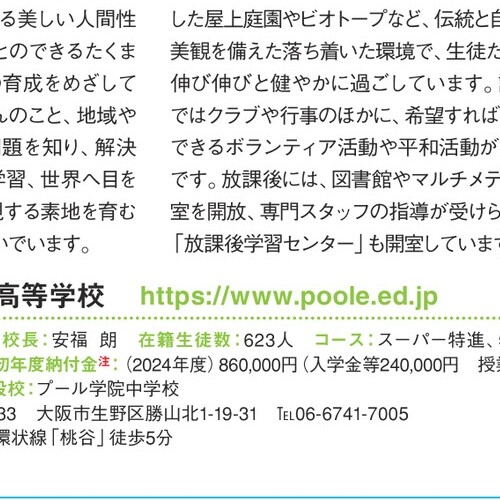 る美しい人間性
とのできるたくま
の育成をめざして
んのこと、地域や
題を知り、解決
学習、世界へ目を
する素地を育む
いでいます。
した屋上庭園やビオトープなど、伝統と
美観を備えた落ち着いた環境で、生徒た
伸び伸びと健やかに過ごしています。
ではクラブや行事のほかに、希望すれば
できるボランティア活動や平和活動が
です。放課後には、図書館やマルチメデ
室を開放、専門スタッフの指導が受けら
「放課後学習センター」も開室しています
高等学校 https://www.poole.ed.jp
校長：安福 朗 在籍生徒数：623人 コース：スーパー特進、
初年度納付金注：（2024年度）860,000円（入学金等240,000円 授
設校：プール学院中学校
33 大阪市生野区勝山北1-19-31 TEL06-6741-7005
環状線「桃谷」徒歩5分